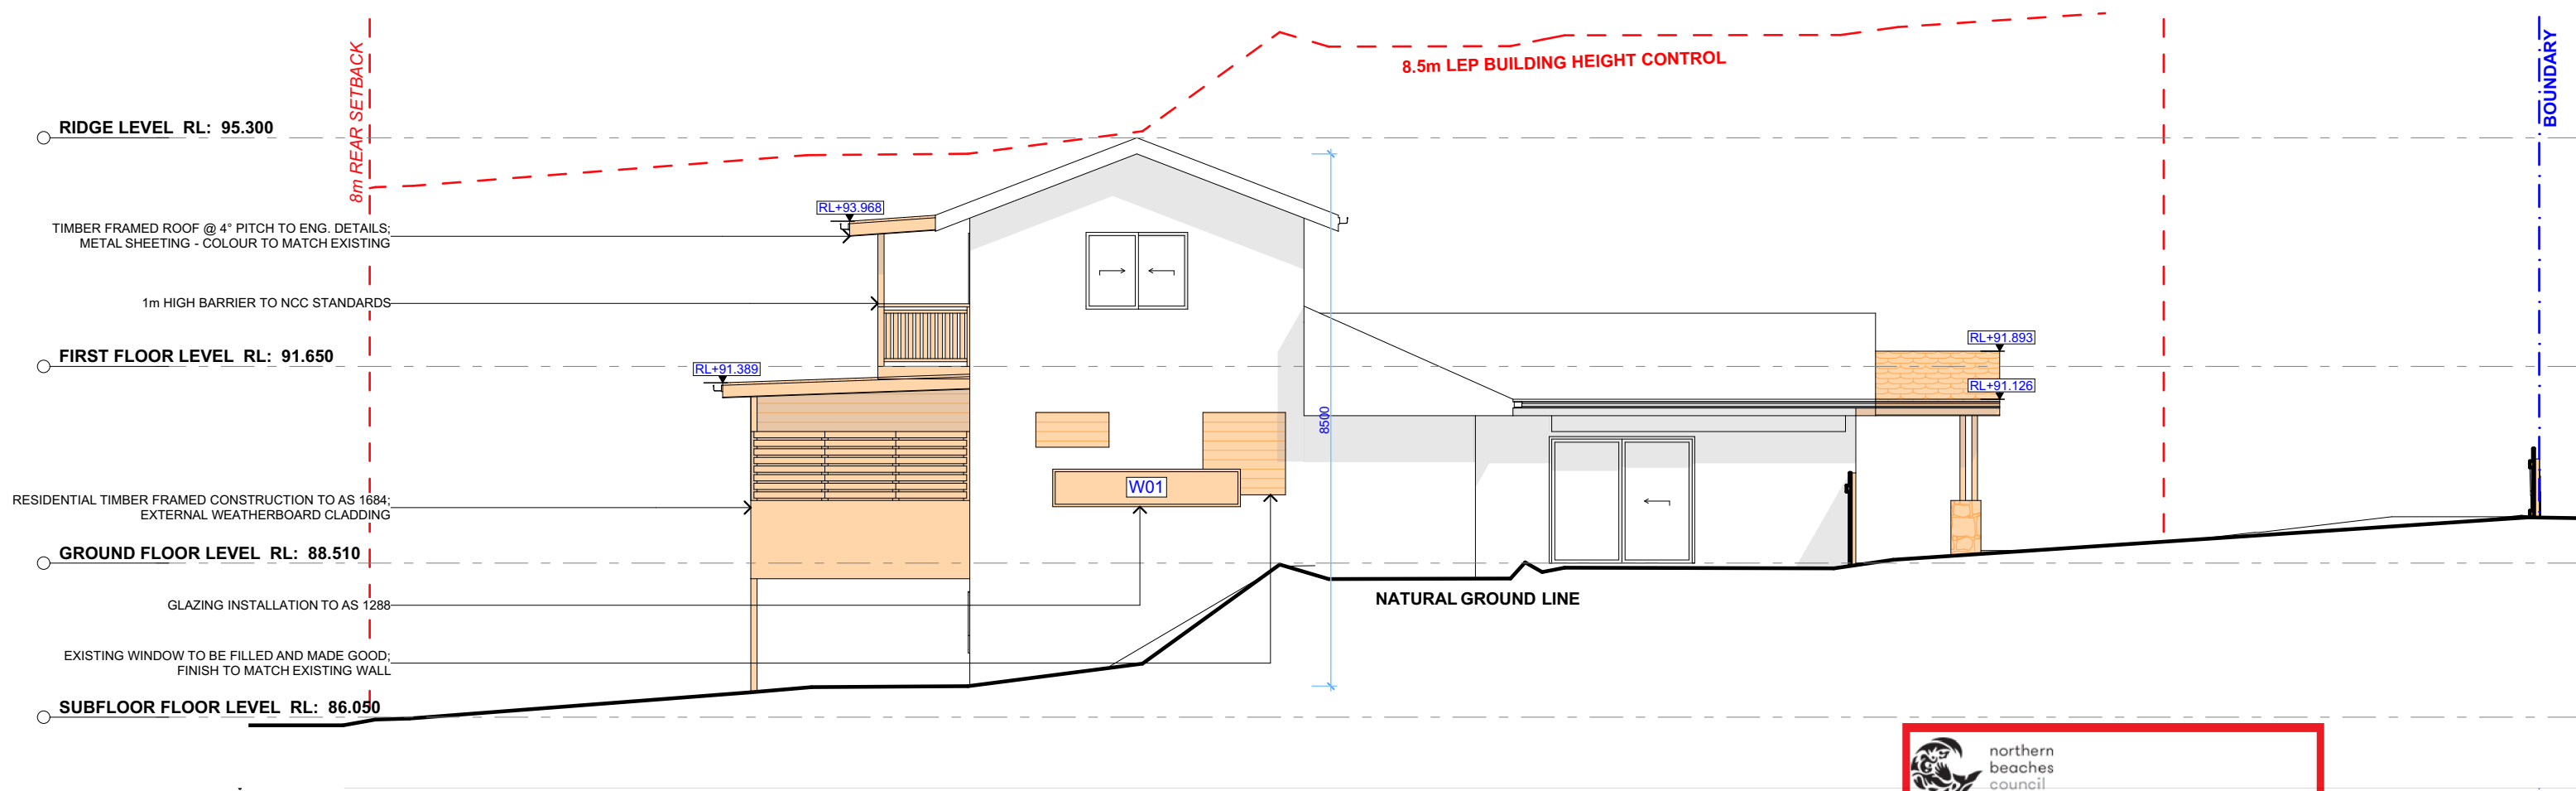 8m REAR SETBACK
8.5m LEP BUILDING HEIGHT CONTROL
BOUNDARY
RIDGE LEVEL RL: 95.300
RL+93.968
TIMBER FRAMED ROOF @ 4° PITCH TO ENG. DETAILS;
METAL SHEETING - COLOUR TO MATCH EXISTING
1m HIGH BARRIER TO NCC STANDARDS
RL+91.893
FIRST FLOOR LEVEL RL: 91.650
RL+91.389
RL+91.126
8500
W01
RESIDENTIAL TIMBER FRAMED CONSTRUCTION TO AS 1684;
EXTERNAL WEATHERBOARD CLADDING
GROUND FLOOR LEVEL RL: 88.510
NATURAL GROUND LINE
GLAZING INSTALLATION TO AS 1288
EXISTING WINDOW TO BE FILLED AND MADE GOOD;
FINISH TO MATCH EXISTING WALL
SUBFLOOR FLOOR LEVEL RL: 86.050
northern
beaches
council